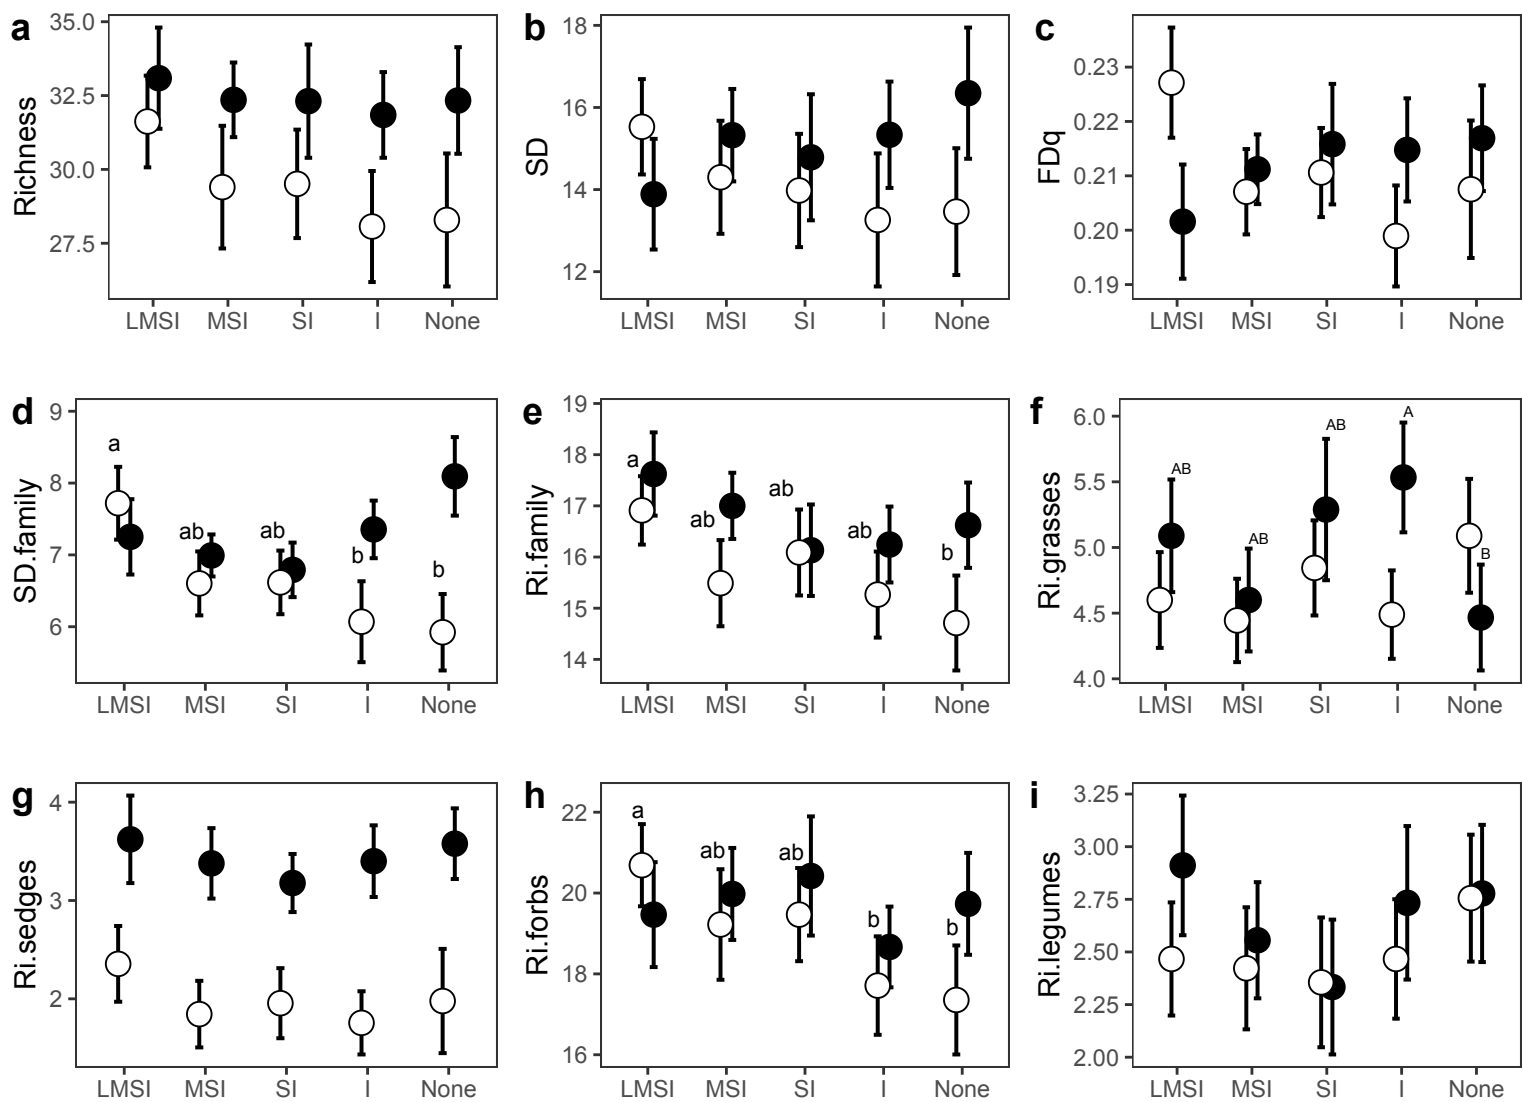 a
Richness
35.0
32.5
30.0
27.5
LMSI MSI SI I None
b
SD
18
16
14
12
LMSI MSI SI I None
c
FDq
0.23
0.22
0.21
0.20
0.19
LMSI MSI SI I None
d
SD.family
9
8
7
6
a ab ab b b
LMSI MSI SI I None
e
Ri.family
19
18
17
16
15
14
a ab ab ab b
LMSI MSI SI I None
f
Ri.grasses
6.0
5.5
5.0
4.5
4.0
AB AB AB A B
LMSI MSI SI I None
g
Ri.sedges
4
3
2
LMSI MSI SI I None
h
Ri.forbs
22
20
18
16
a ab ab b b
LMSI MSI SI I None
i
Ri.legumes
3.25
3.00
2.75
2.50
2.25
2.00
LMSI MSI SI I None